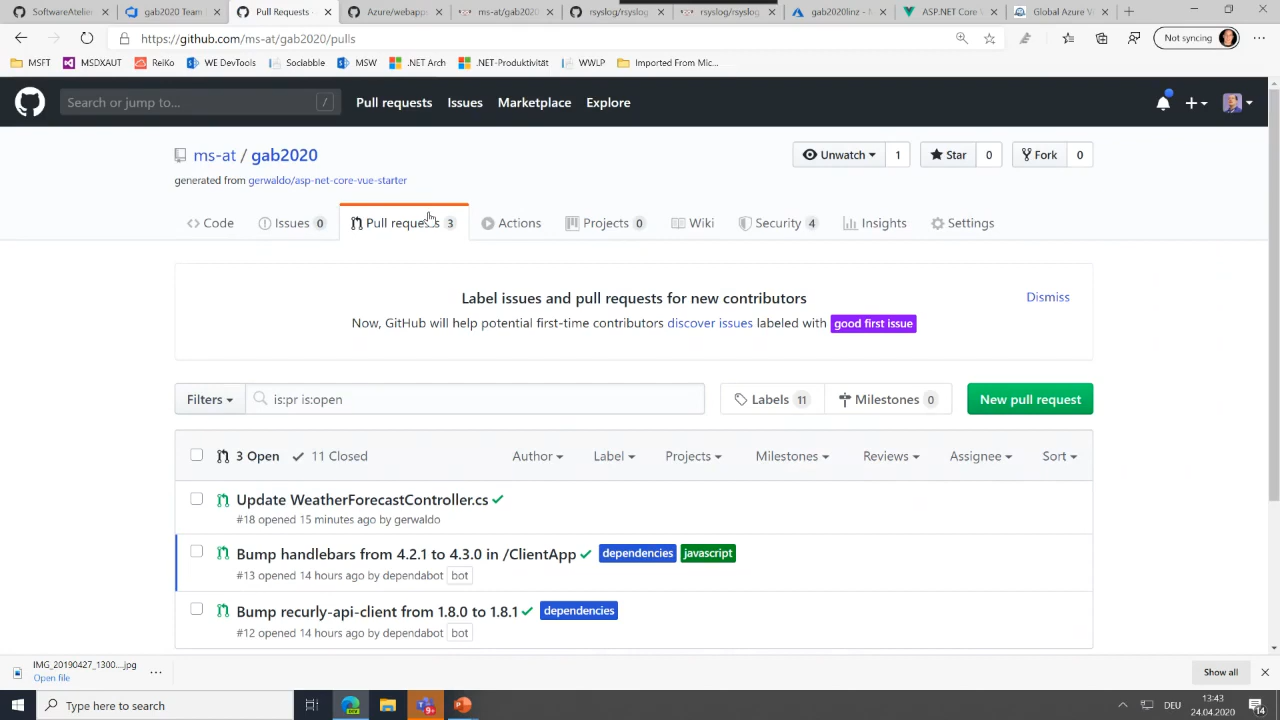 SoftwareAtelier
gab2020 Team
Pull Requests ·
Azure/webapps
ms-at/gab2020
rsyslog/rsyslog
rsyslog/rsyslog
gab2020linz -
ASP.NET Core
Global Azure Vi
https://github.com/ms-at/gab2020/pulls
Not syncing
MSFT
MSDXAUT
ReiKo
WE DevTools
Sociabble
MSW
.NET Arch
.NET-Produktivität
WWLP
Imported From Mic...
Search or jump to...
/
Pull requests
Issues
Marketplace
Explore
ms-at / gab2020
Unwatch 1
Star 0
Fork 0
generated from gerwaldo/asp-net-core-vue-starter
<> Code
Issues 0
Pull requests 3
Actions
Projects 0
Wiki
Security 4
Insights
Settings
Label issues and pull requests for new contributors
Dismiss
Now, GitHub will help potential first-time contributors discover issues labeled with good first issue
Filters
is:pr is:open
Labels 11
Milestones 0
New pull request
3 Open
11 Closed
Author
Label
Projects
Milestones
Reviews
Assignee
Sort
Update WeatherForecastController.cs
#18 opened 15 minutes ago by gerwaldo
Bump handlebars from 4.2.1 to 4.3.0 in /ClientApp dependencies javascript
#13 opened 14 hours ago by dependabot bot
Bump recurly-api-client from 1.8.0 to 1.8.1 dependencies
#12 opened 14 hours ago by dependabot bot
IMG_20190427_1300....jpg
Open file
Show all
Type here to search
9+
DEU
13:43
24.04.2020
14